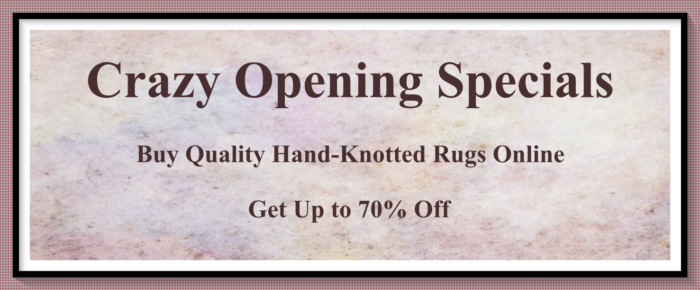 Crazy Opening Specials
Buy Quality Hand-Knotted Rugs Online
Get Up to 70% Off